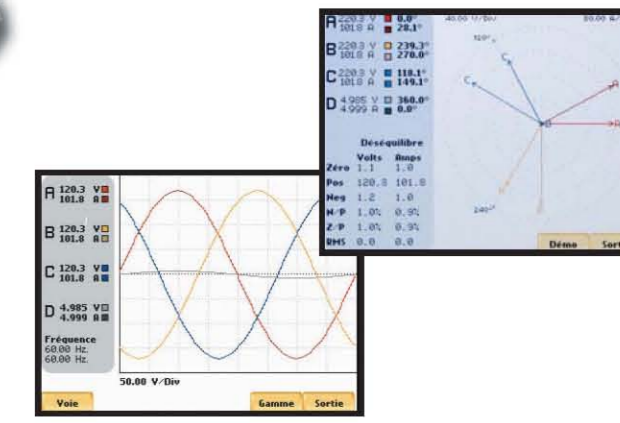 A 220.3 V 0.0°
101.8 A 28.1°
B 220.3 V 239.3°
101.8 A 270.0°
C 220.3 V 118.1°
101.8 A 149.1°
D 4.985 V 360.0°
4.999 A 0.0°
Déséquilibre
Volts Amps
Zéro 1.1 1.0
Pos 120.8 101.8
Neg 1.2 1.0
N/P 1.0% 0.9%
Z/P 1.0% 0.9%
RMS 0.0 0.0
40.00 V/Div
120°
C
C
A
B
A
240°
Démo Sort
A 120.3 V
101.8 A
B 120.3 V
101.8 A
C 120.3 V
101.8 A
D 4.985 V
4.999 A
Fréquence
60.00 Hz.
60.00 Hz.
50.00 V/Div
Voie Gamme Sortie